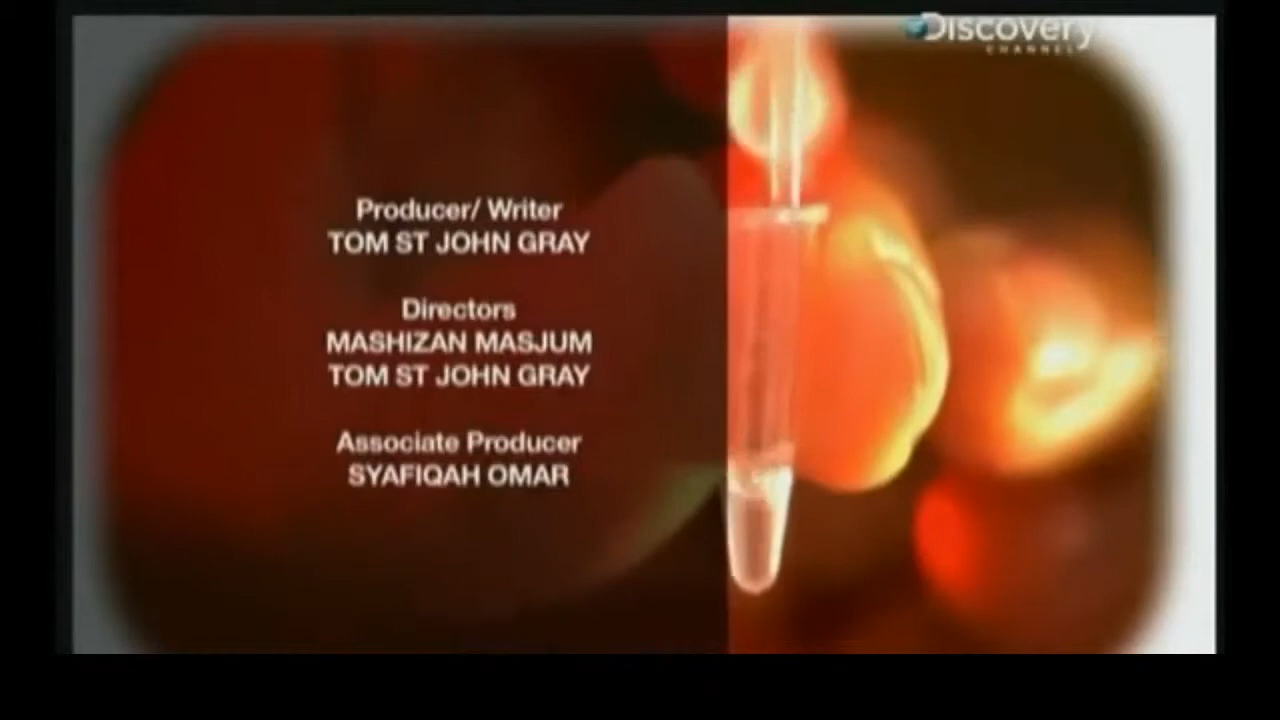 Discovery
CHANNEL
Producer/ Writer
TOM ST JOHN GRAY
Directors
MASHIZAN MASJUM
TOM ST JOHN GRAY
Associate Producer
SYAFIQAH OMAR